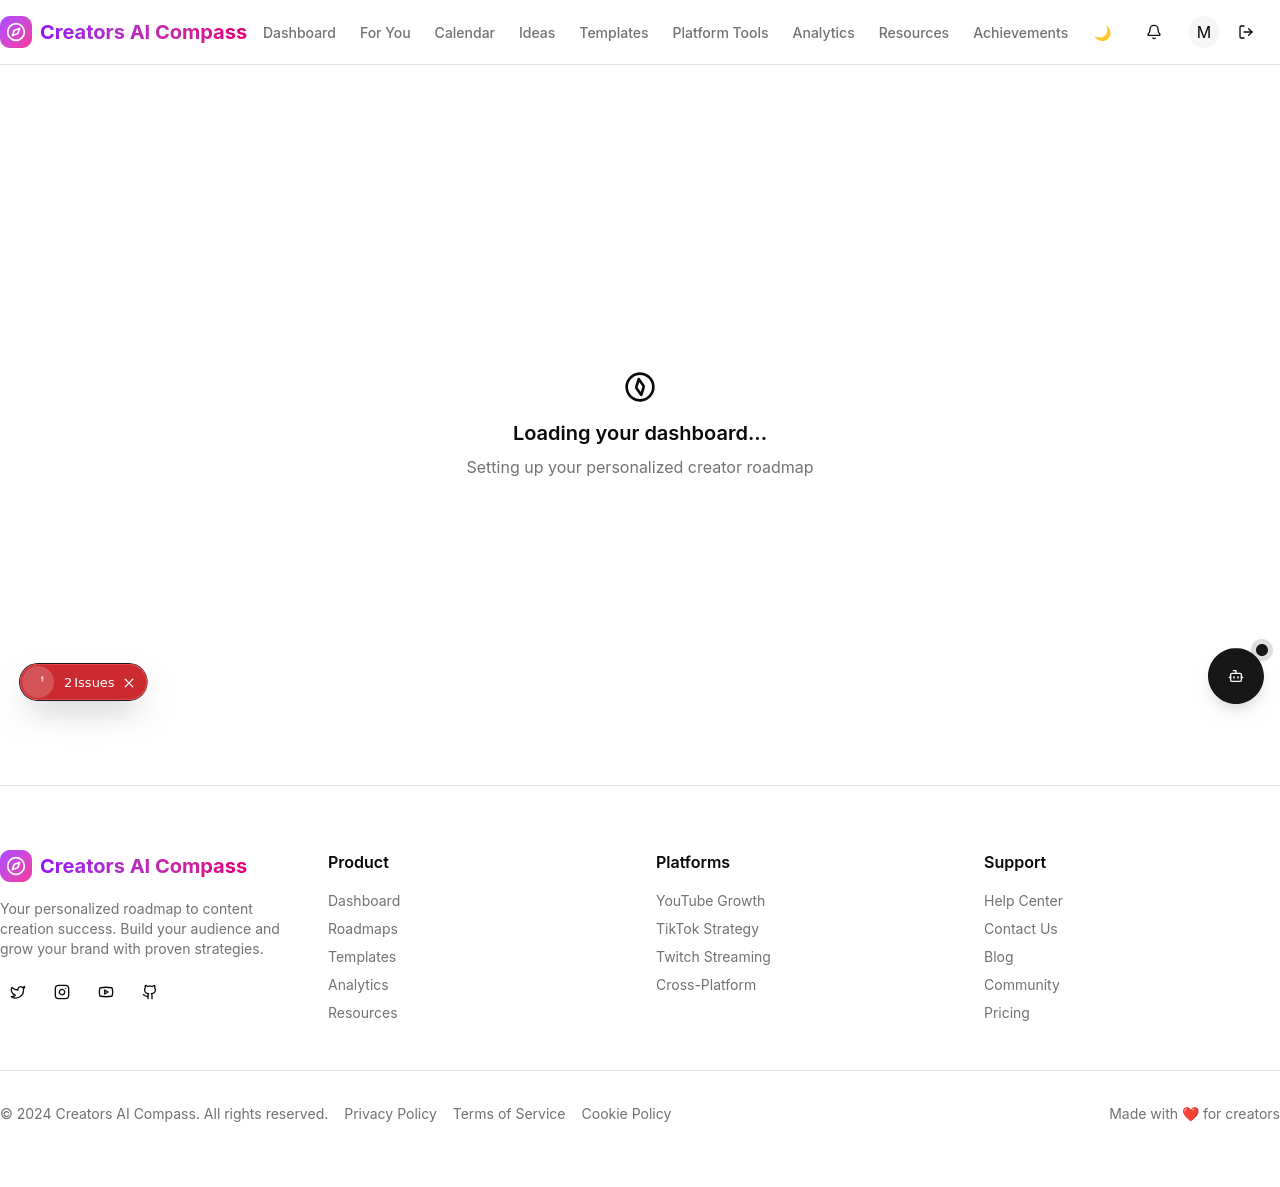 Creators AI Compass
Dashboard
For You
Calendar
Ideas
Templates
Platform Tools
Analytics
Resources
Achievements
M
Loading your dashboard...
Setting up your personalized creator roadmap
2 Issues
Creators AI Compass
Your personalized roadmap to content
creation success. Build your audience and
grow your brand with proven strategies.
Product
Dashboard
Roadmaps
Templates
Analytics
Resources
Platforms
YouTube Growth
TikTok Strategy
Twitch Streaming
Cross-Platform
Support
Help Center
Contact Us
Blog
Community
Pricing
© 2024 Creators AI Compass. All rights reserved.
Privacy Policy
Terms of Service
Cookie Policy
Made with ❤️ for creators